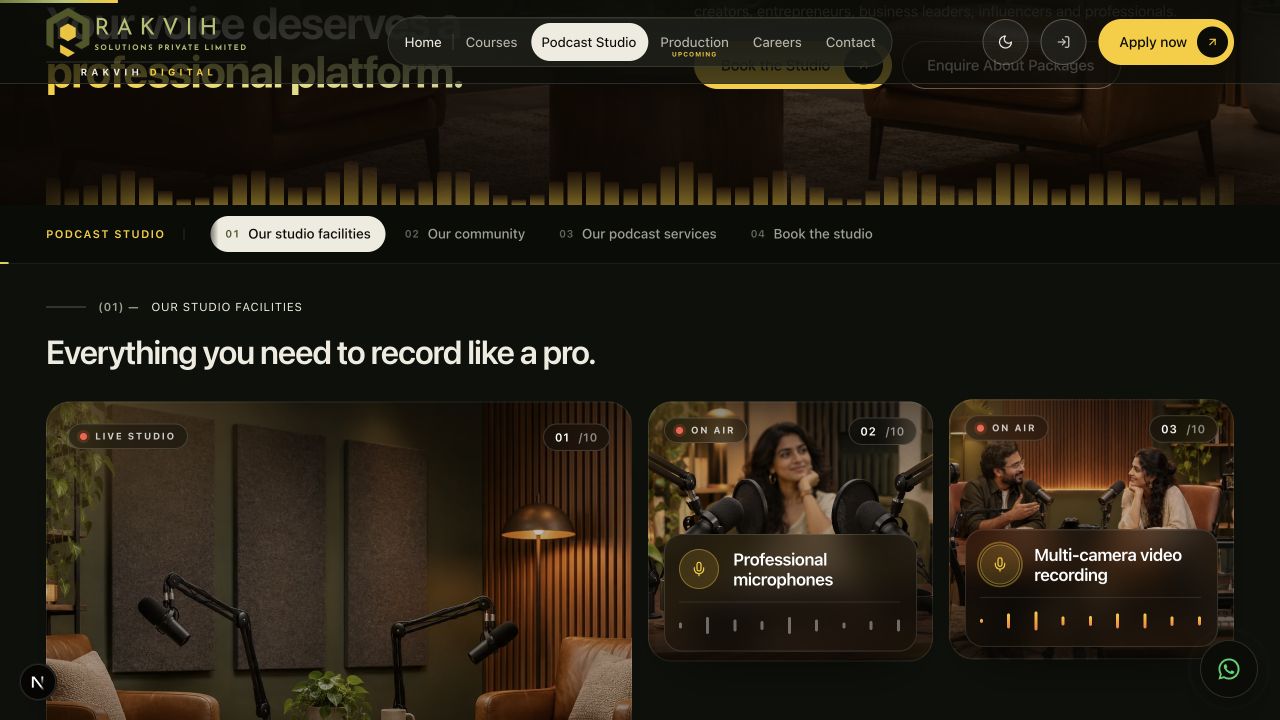 creators, entrepreneurs, business leaders, influencers and professionals.
Your voice deserves a
professional platform.
RAKVIH
SOLUTIONS PRIVATE LIMITED
RAKVIH DIGITAL
Home
Courses
Podcast Studio
Production
UPCOMING
Careers
Contact
Apply now
Book the Studio
Enquire About Packages
PODCAST STUDIO
01 Our studio facilities
02 Our community
03 Our podcast services
04 Book the studio
(01) — OUR STUDIO FACILITIES
Everything you need to record like a pro.
LIVE STUDIO
01 /10
ON AIR
02 /10
Professional
microphones
ON AIR
03 /10
Multi-camera video
recording
N